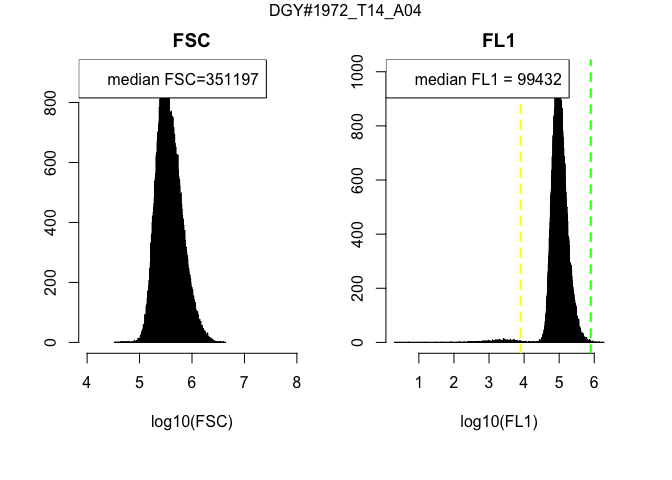 DGY#1972_T14_A04
FSC
median FSC=351197
0
200
400
600
800
4 5 6 7 8
log10(FSC)
FL1
median FL1 = 99432
0
200
400
600
800
1000
1 2 3 4 5 6
log10(FL1)